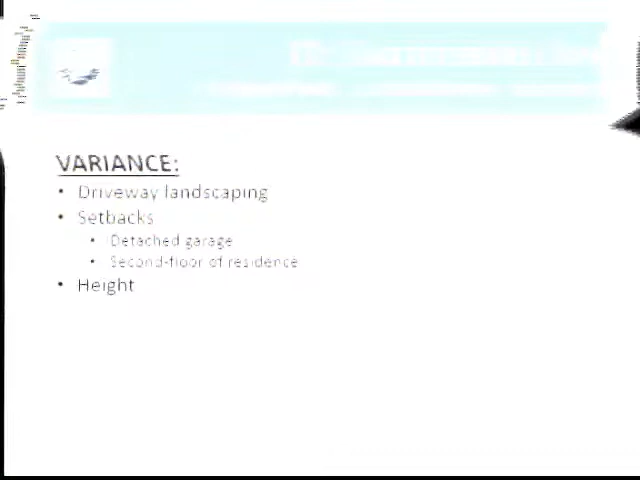 VARIANCE:
• Driveway landscaping
• Setbacks
• Detached garage
• Second-floor of residence
• Height